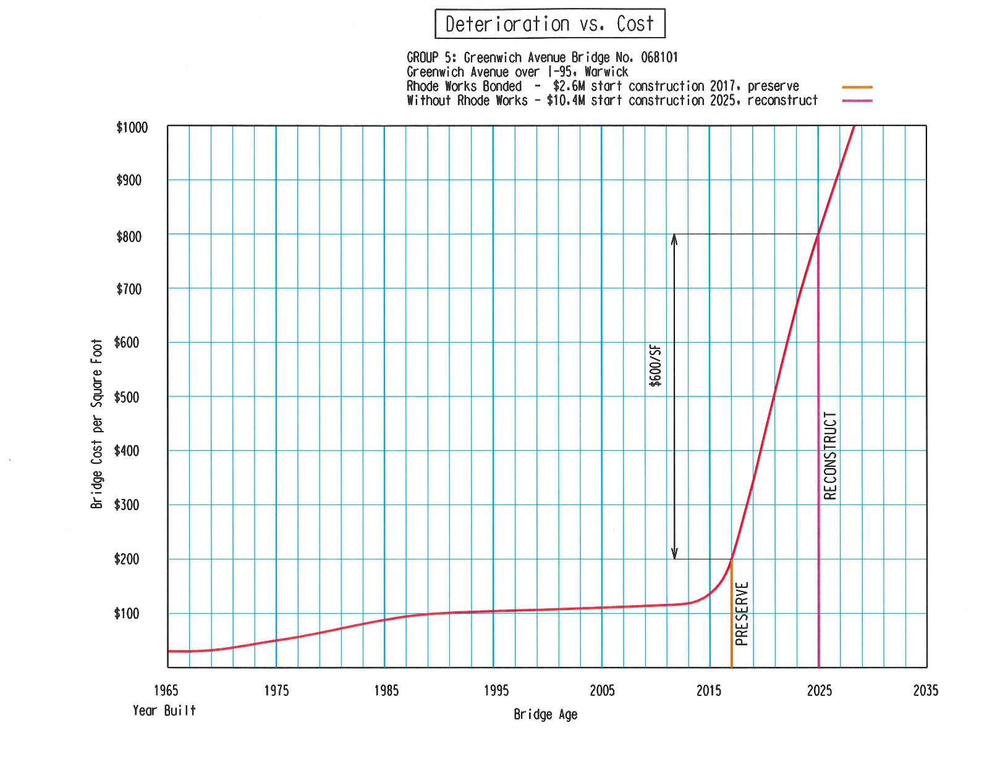 Deterioration vs. Cost
GROUP 5: Greenwich Avenue Bridge No. 068101
Greenwich Avenue over I-95, Warwick
Rhode Works Bonded - $2.6M start construction 2017, preserve
Without Rhode Works - $10.4M start construction 2025, reconstruct
$1000
$900
$800
$700
$600
$500
$400
$300
$200
$100
Bridge Cost per Square Foot
$600/SF
PRESERVE
RECONSTRUCT
1965 1975 1985 1995 2005 2015 2025 2035
Year Built
Bridge Age